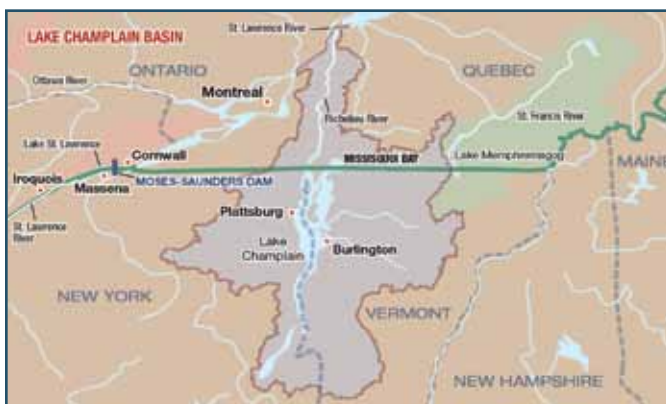 St. Lawrence River
LAKE CHAMPLAIN BASIN
ONTARIO
QUEBEC
Ottawa River
Montreal
Richelieu River
St. Francis River
Lake St. Lawrence
Cornwall
MISSISQUOI BAY
Lake Memphremagog
MAINE
Iroquois
Massena
MOSES-SAUNDERS DAM
St. Lawrence
River
Plattsburg
Lake
Champlain
Burlington
NEW YORK
VERMONT
NEW HAMPSHIRE